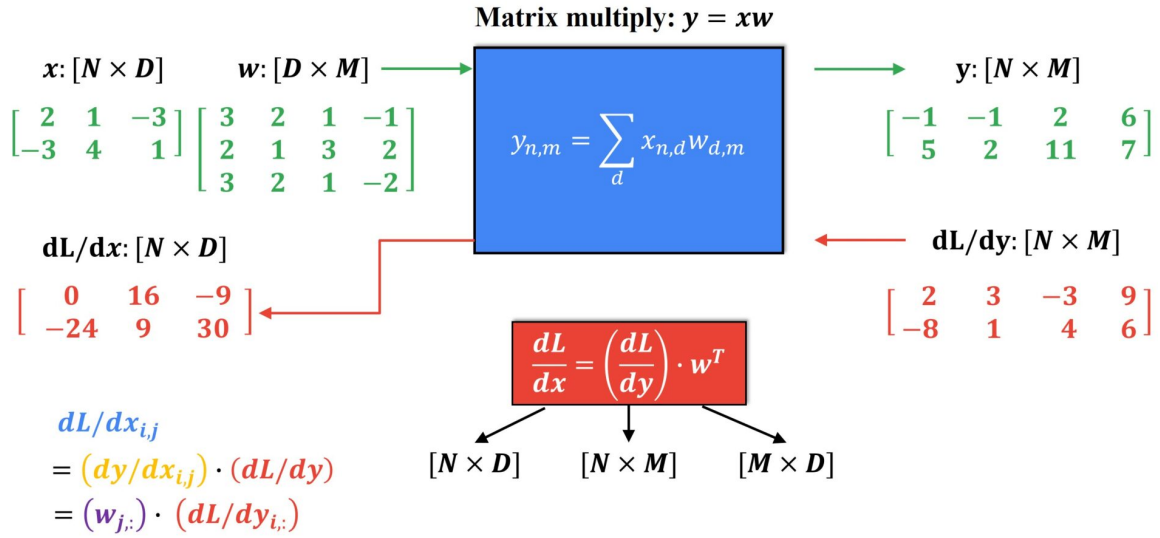 Matrix multiply: y = xw
x: [N × D]
w: [D × M]
[ 2 1 −3
−3 4 1 ]
[ 3 2 1 −1
2 1 3 2
3 2 1 −2 ]
y_{n,m} = ∑_d x_{n,d} w_{d,m}
y: [N × M]
[ −1 −1 2 6
5 2 11 7 ]
dL/dx: [N × D]
[ 0 16 −9
−24 9 30 ]
dL/dy: [N × M]
[ 2 3 −3 9
−8 1 4 6 ]
dL/dx = (dL/dy) · w^T
[N × D] [N × M] [M × D]
dL/dx_{i,j}
= (dy/dx_{i,j}) · (dL/dy)
= (w_{j,:}) · (dL/dy_{i,:})